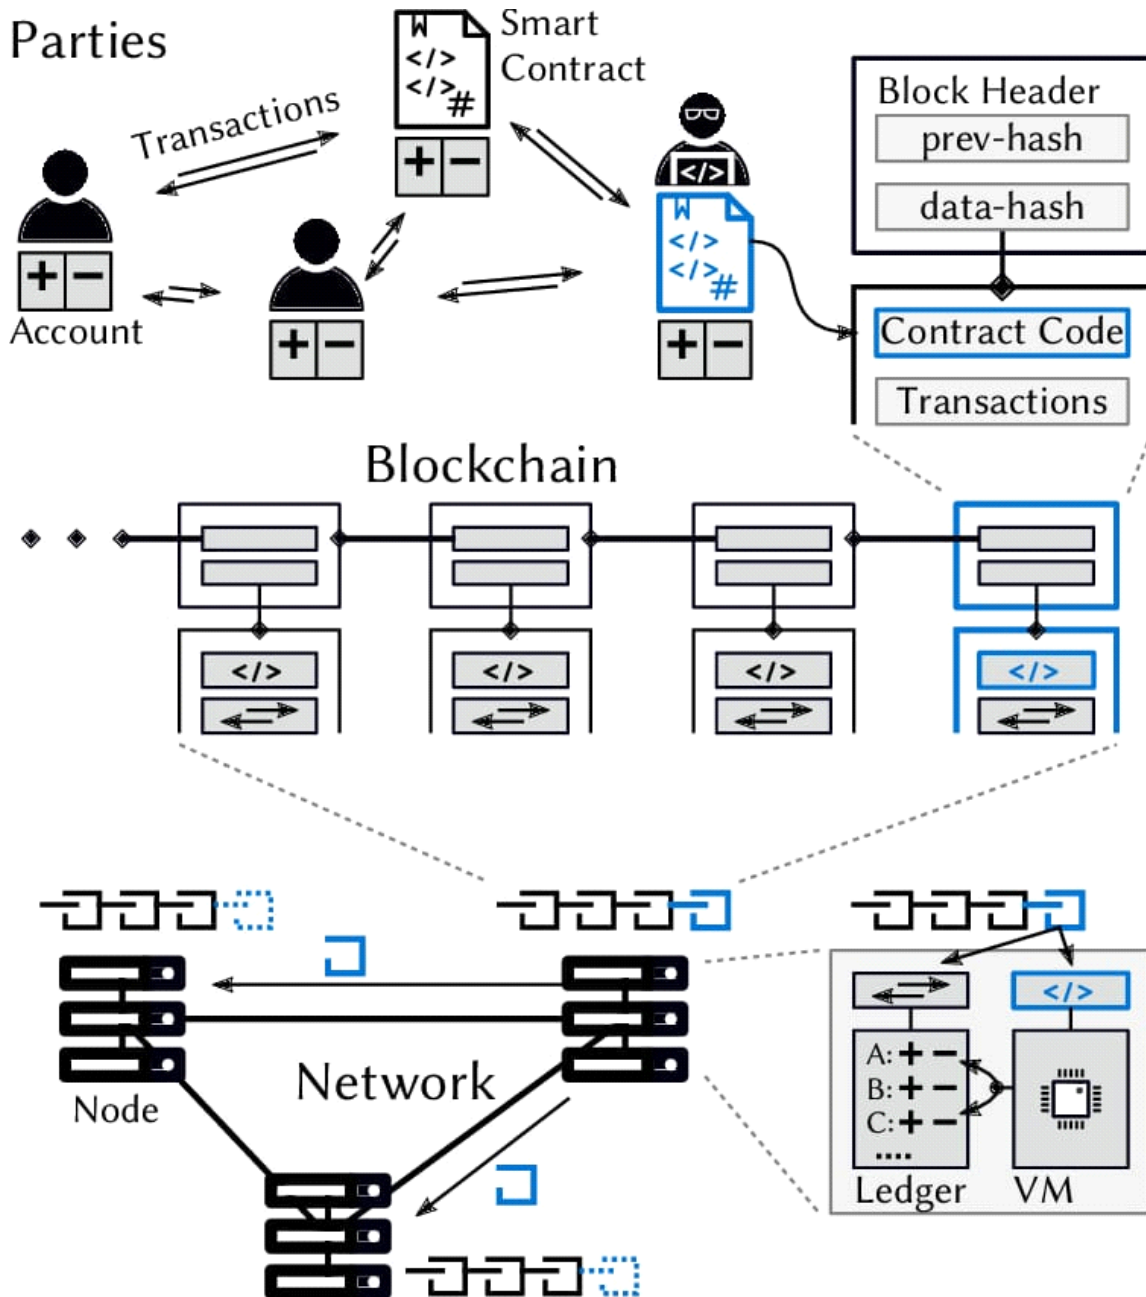 Parties
Smart
Contract
Transactions
</>
</>
#
+ −
</>
</>
</>
#
+ −
+ −
+ −
Account
Block Header
prev-hash
data-hash
Contract Code
Transactions
Blockchain
</>
</>
</>
</>
Network
Node
</>
A: + −
B: + −
C: + −
....
Ledger
VM